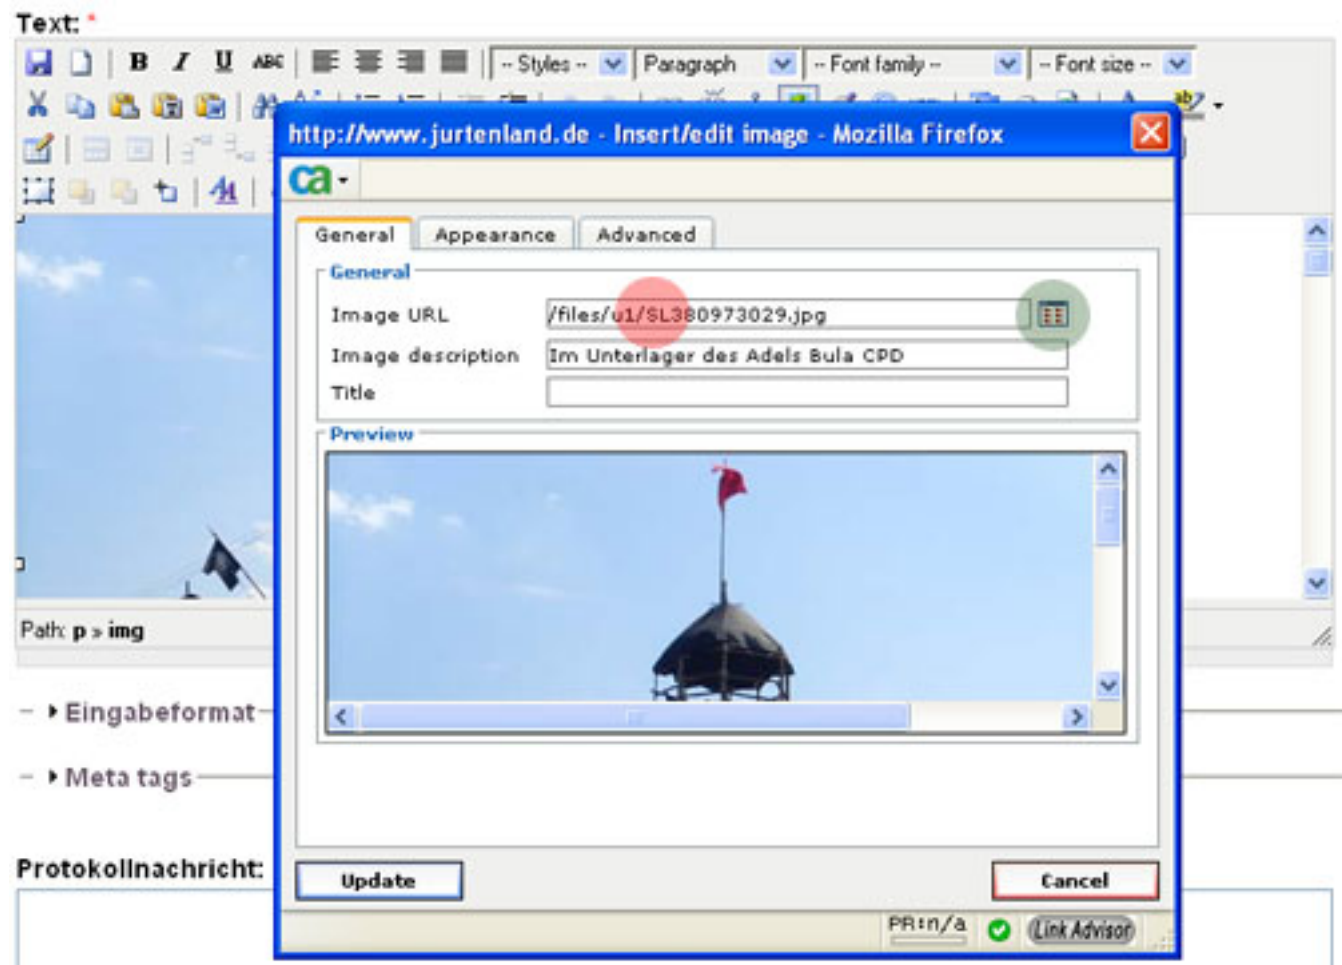 Text: *
B I U ABC -- Styles -- Paragraph -- Font family -- -- Font size --
http://www.jurtenland.de - Insert/edit image - Mozilla Firefox
ca
General Appearance Advanced
General
Image URL /files/u1/SL380973029.jpg
Image description Im Unterlager des Adels Bula CPD
Title
Preview
Path: p » img
Eingabeformat
Meta tags
Protokollnachricht:
Update Cancel
PR:n/a Link Advisor